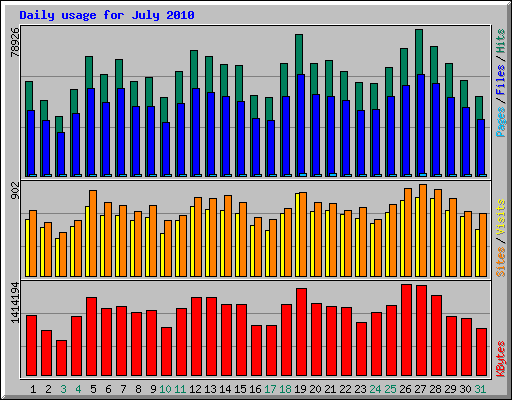 Daily usage for July 2010
78926
Pages / Files / Hits
902
Sites / Visits
1414194
KBytes
1 2 3 4 5 6 7 8 9 10 11 12 13 14 15 16 17 18 19 20 21 22 23 24 25 26 27 28 29 30 31